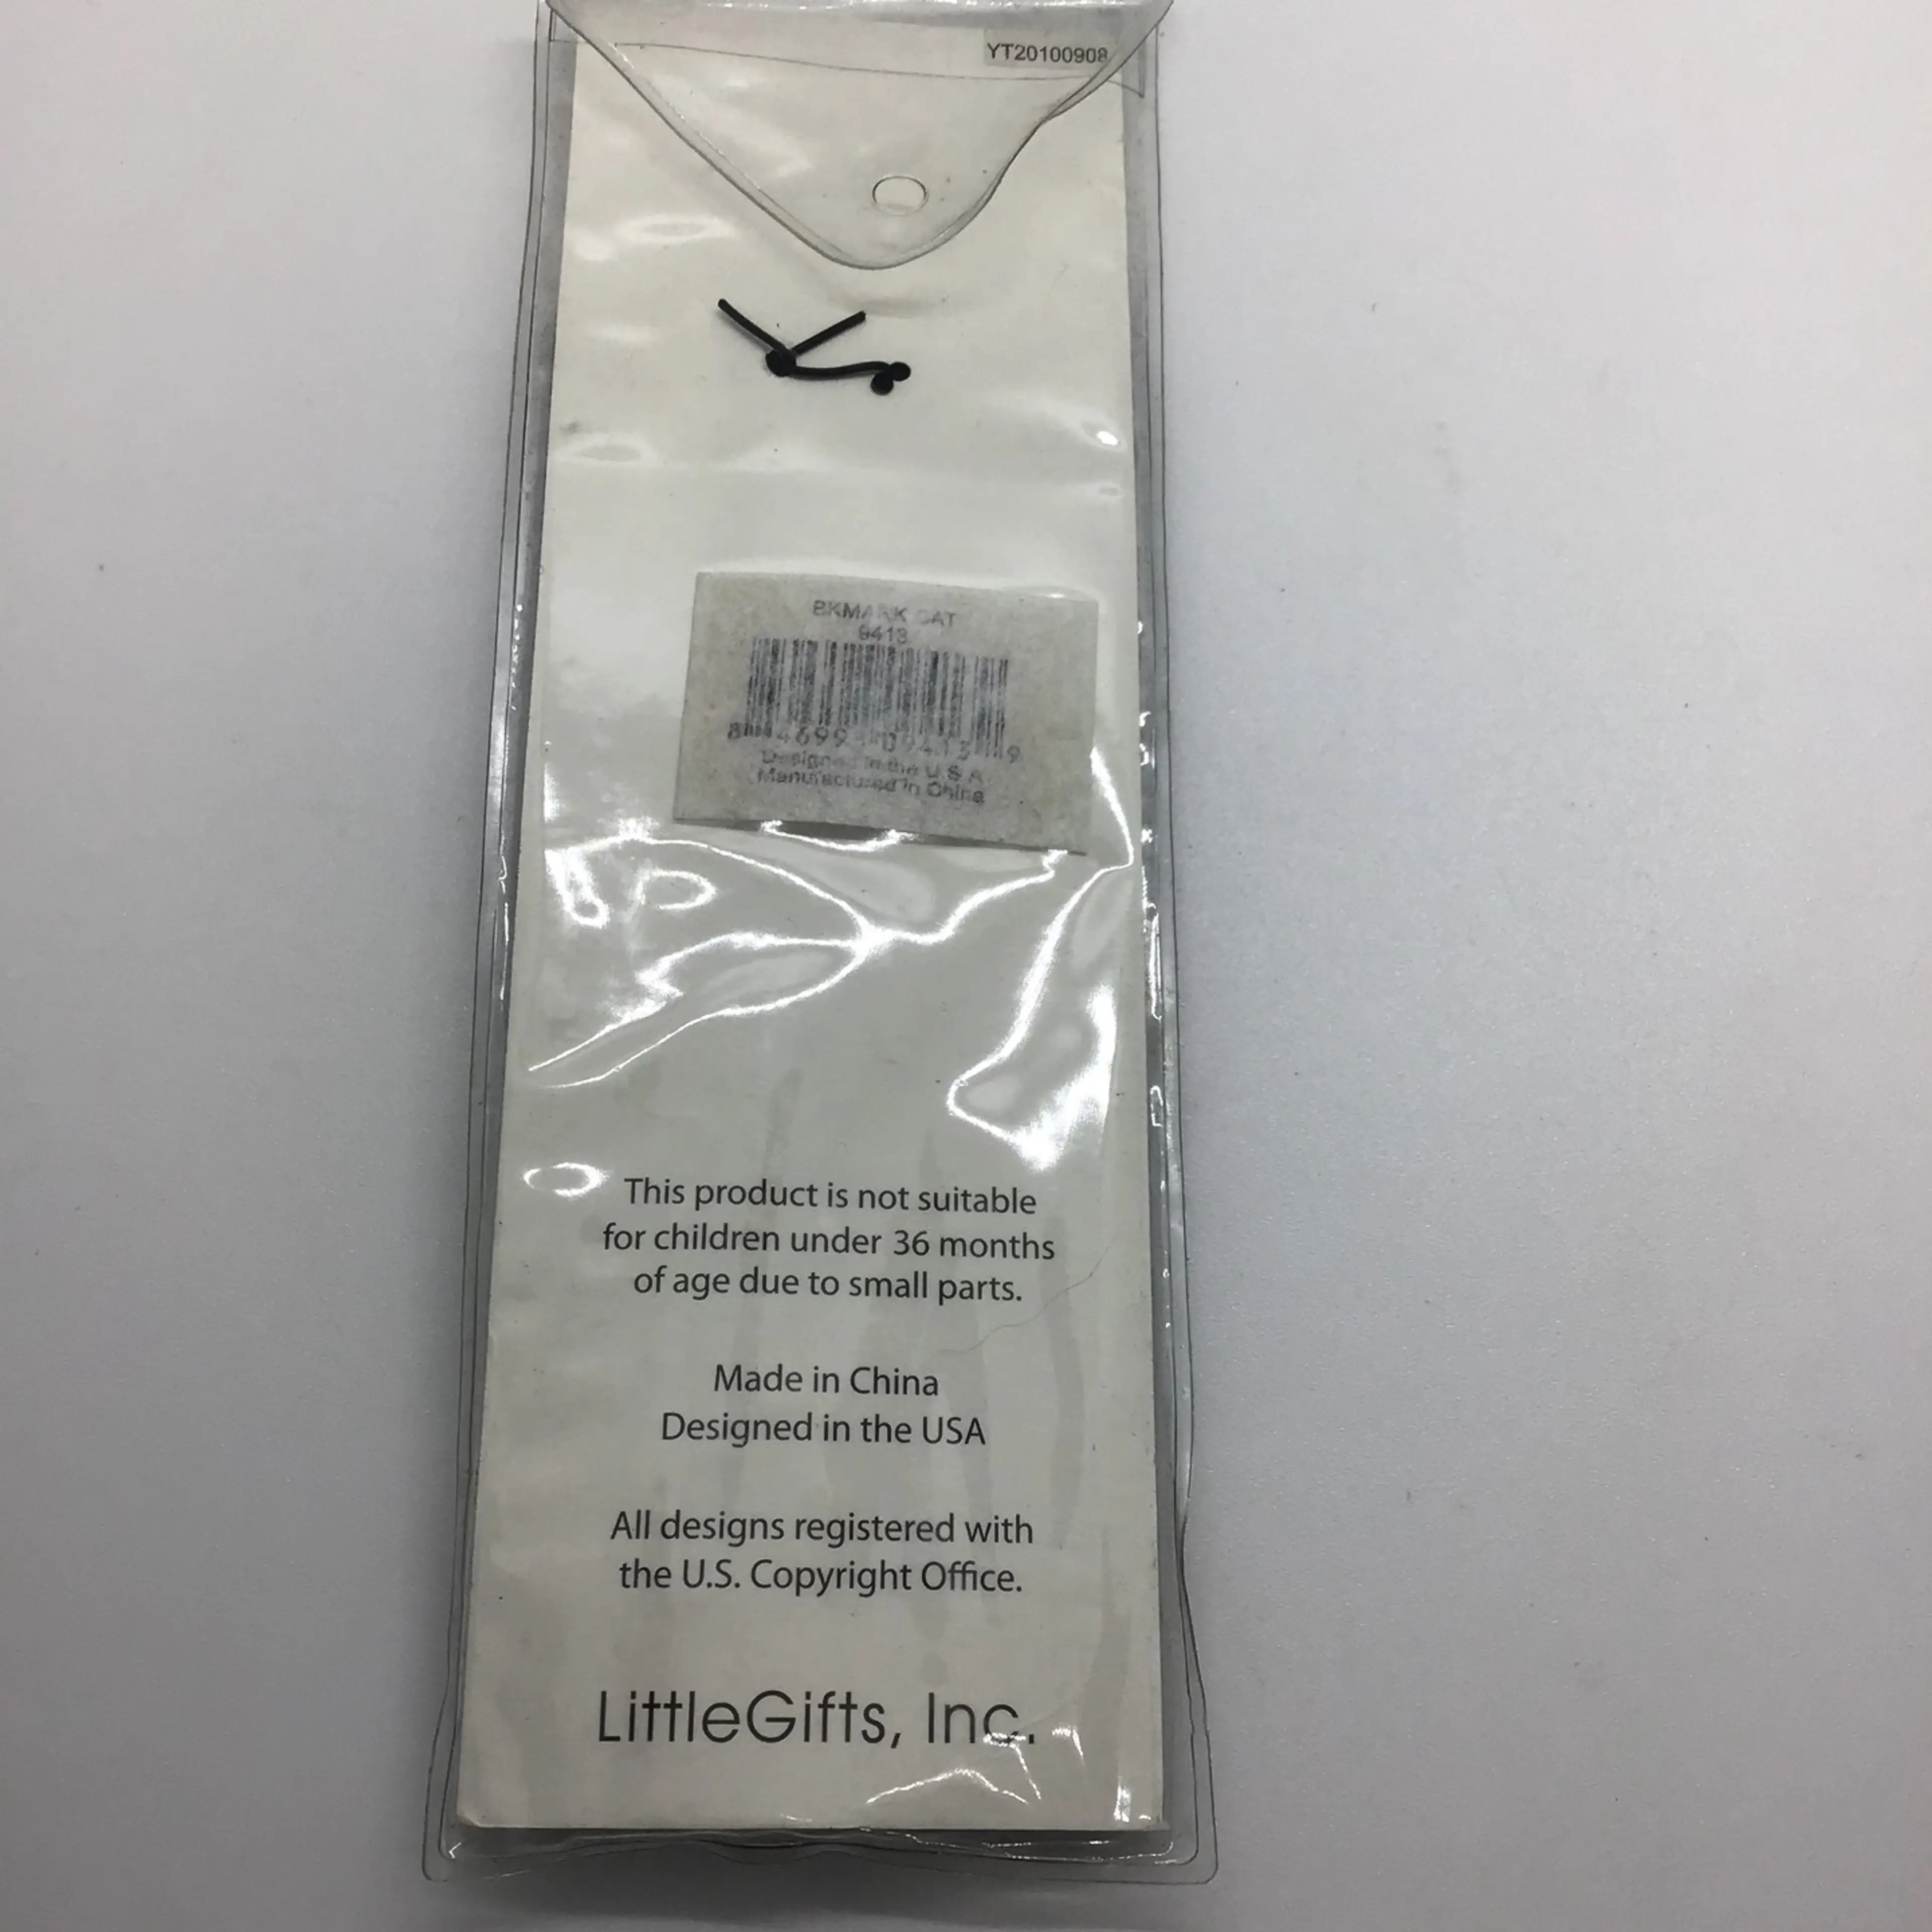 YT20100908
BKMARK CAT
9413
Designed in the U.S.A.
Manufactured in China
This product is not suitable
for children under 36 months
of age due to small parts.
Made in China
Designed in the USA
All designs registered with
the U.S. Copyright Office.
LittleGifts, Inc.